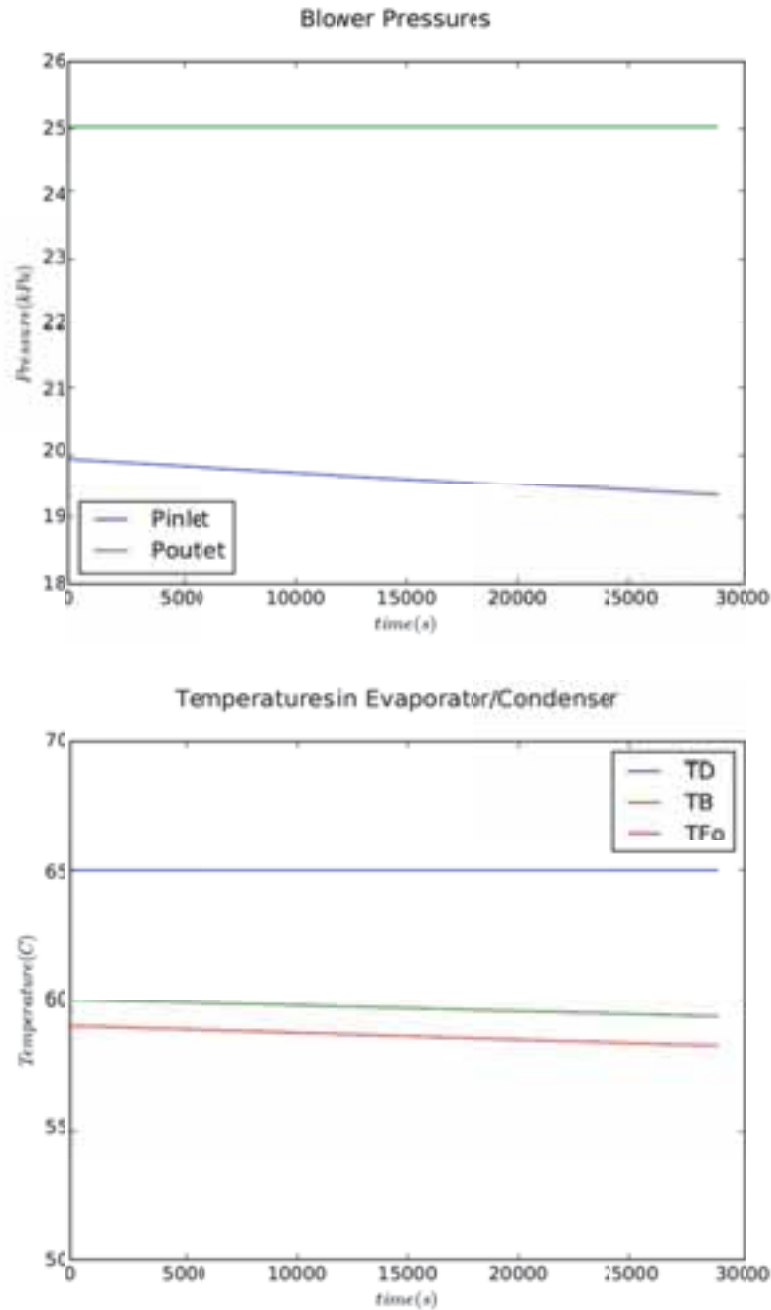 Blower Pressures
26
25
24
23
22
21
20
19
18
Pressure(kPa)
Pinlet
Poutet
0 5000 10000 15000 20000 25000 30000
time(s)
Temperaturesin Evaporator/Condenser
70
65
60
55
50
Temperature(C)
TD
TB
TFo
0 5000 10000 15000 20000 25000 30000
time(s)